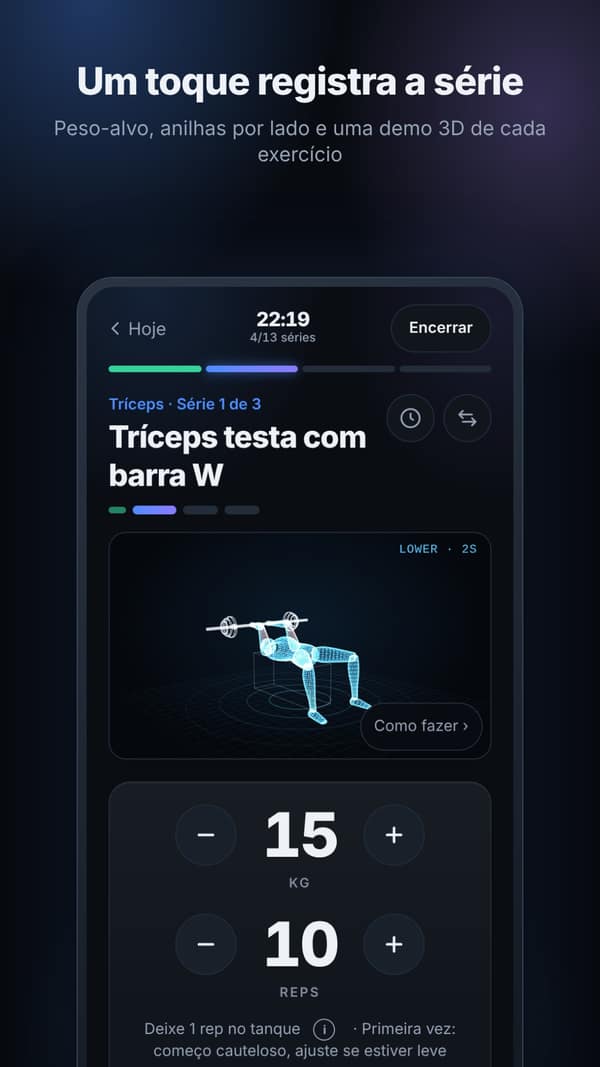 Um toque registra a série
Peso-alvo, anilhas por lado e uma demo 3D de cada
exercício
Hoje
22:19
4/13 séries
Encerrar
Tríceps · Série 1 de 3
Tríceps testa com
barra W
LOWER · 2S
Como fazer ›
− 15 +
KG
− 10 +
REPS
Deixe 1 rep no tanque i · Primeira vez:
começo cauteloso, ajuste se estiver leve